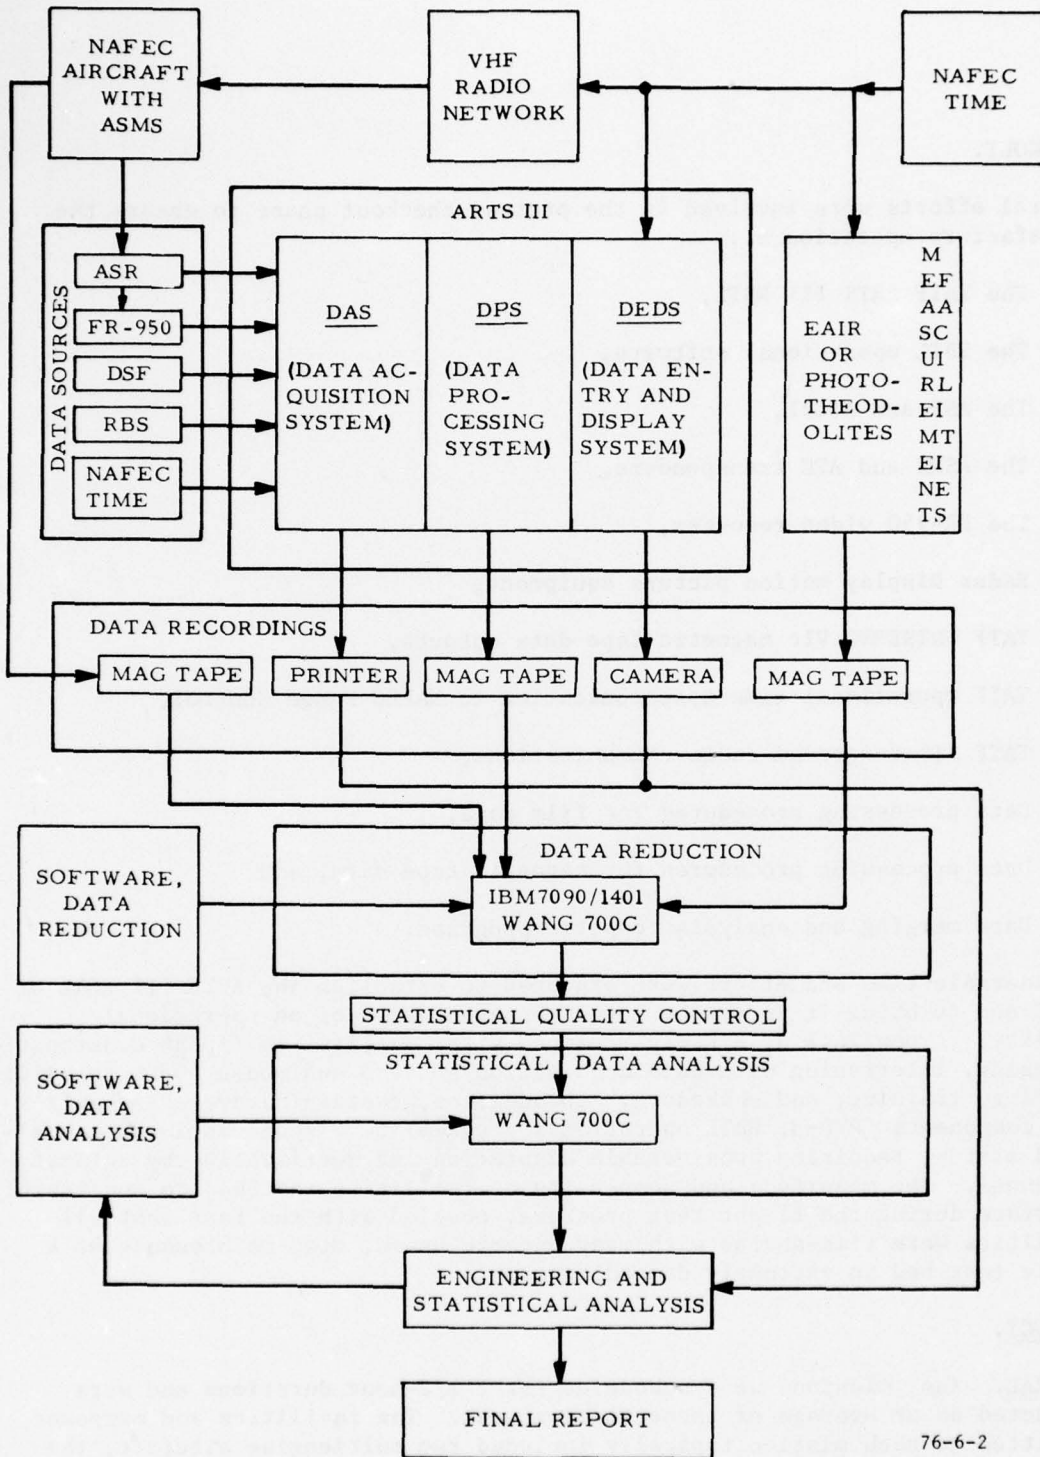 NAFEC
AIRCRAFT
WITH
ASMS
VHF
RADIO
NETWORK
NAFEC
TIME
ARTS III
DATA SOURCES
ASR
FR-950
DSF
RBS
NAFEC
TIME
DAS
(DATA AC-
QUISITION
SYSTEM)
DPS
(DATA
PRO-
CESSING
SYSTEM)
DEDS
(DATA EN-
TRY AND
DISPLAY
SYSTEM)
EAIR
OR
PHOTO-
THEOD-
OLITES
M
EF
AA
SC
UI
RL
EI
MT
EI
NE
TS
DATA RECORDINGS
MAG TAPE
PRINTER
MAG TAPE
CAMERA
MAG TAPE
SOFTWARE,
DATA
REDUCTION
DATA REDUCTION
IBM7090/1401
WANG 700C
STATISTICAL QUALITY CONTROL
STATISTICAL DATA ANALYSIS
SOFTWARE,
DATA
ANALYSIS
WANG 700C
ENGINEERING AND
STATISTICAL ANALYSIS
FINAL REPORT
76-6-2